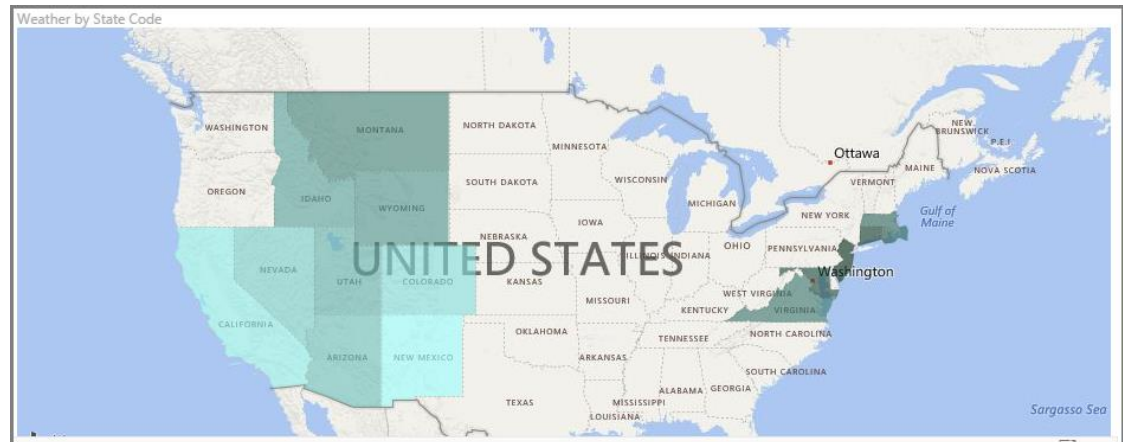 Weather by State Code
WASHINGTON
MONTANA
NORTH DAKOTA
MINNESOTA
Ottawa
NEW
BRUNSWICK
P.E.I
MAINE
NOVA SCOTIA
VERMONT
OREGON
IDAHO
WYOMING
SOUTH DAKOTA
WISCONSIN
MICHIGAN
NEW YORK
Gulf of
Maine
IOWA
NEBRASKA
UNITED STATES
ILLINOIS
INDIANA
OHIO
PENNSYLVANIA
Washington
NEVADA
UTAH
COLORADO
KANSAS
MISSOURI
WEST VIRGINIA
KENTUCKY
VIRGINIA
CALIFORNIA
ARIZONA
NEW MEXICO
OKLAHOMA
ARKANSAS
TENNESSEE
NORTH CAROLINA
SOUTH CAROLINA
TEXAS
MISSISSIPPI
ALABAMA
GEORGIA
LOUISIANA
Sargasso Sea